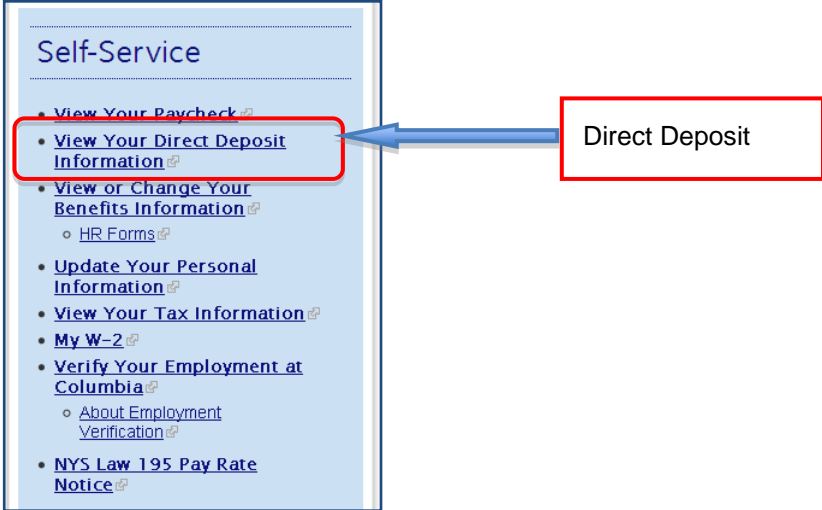 Self-Service
View Your Paycheck
View Your Direct Deposit
Information
Direct Deposit
View or Change Your
Benefits Information
HR Forms
Update Your Personal
Information
View Your Tax Information
My W-2
Verify Your Employment at
Columbia
About Employment
Verification
NYS Law 195 Pay Rate
Notice